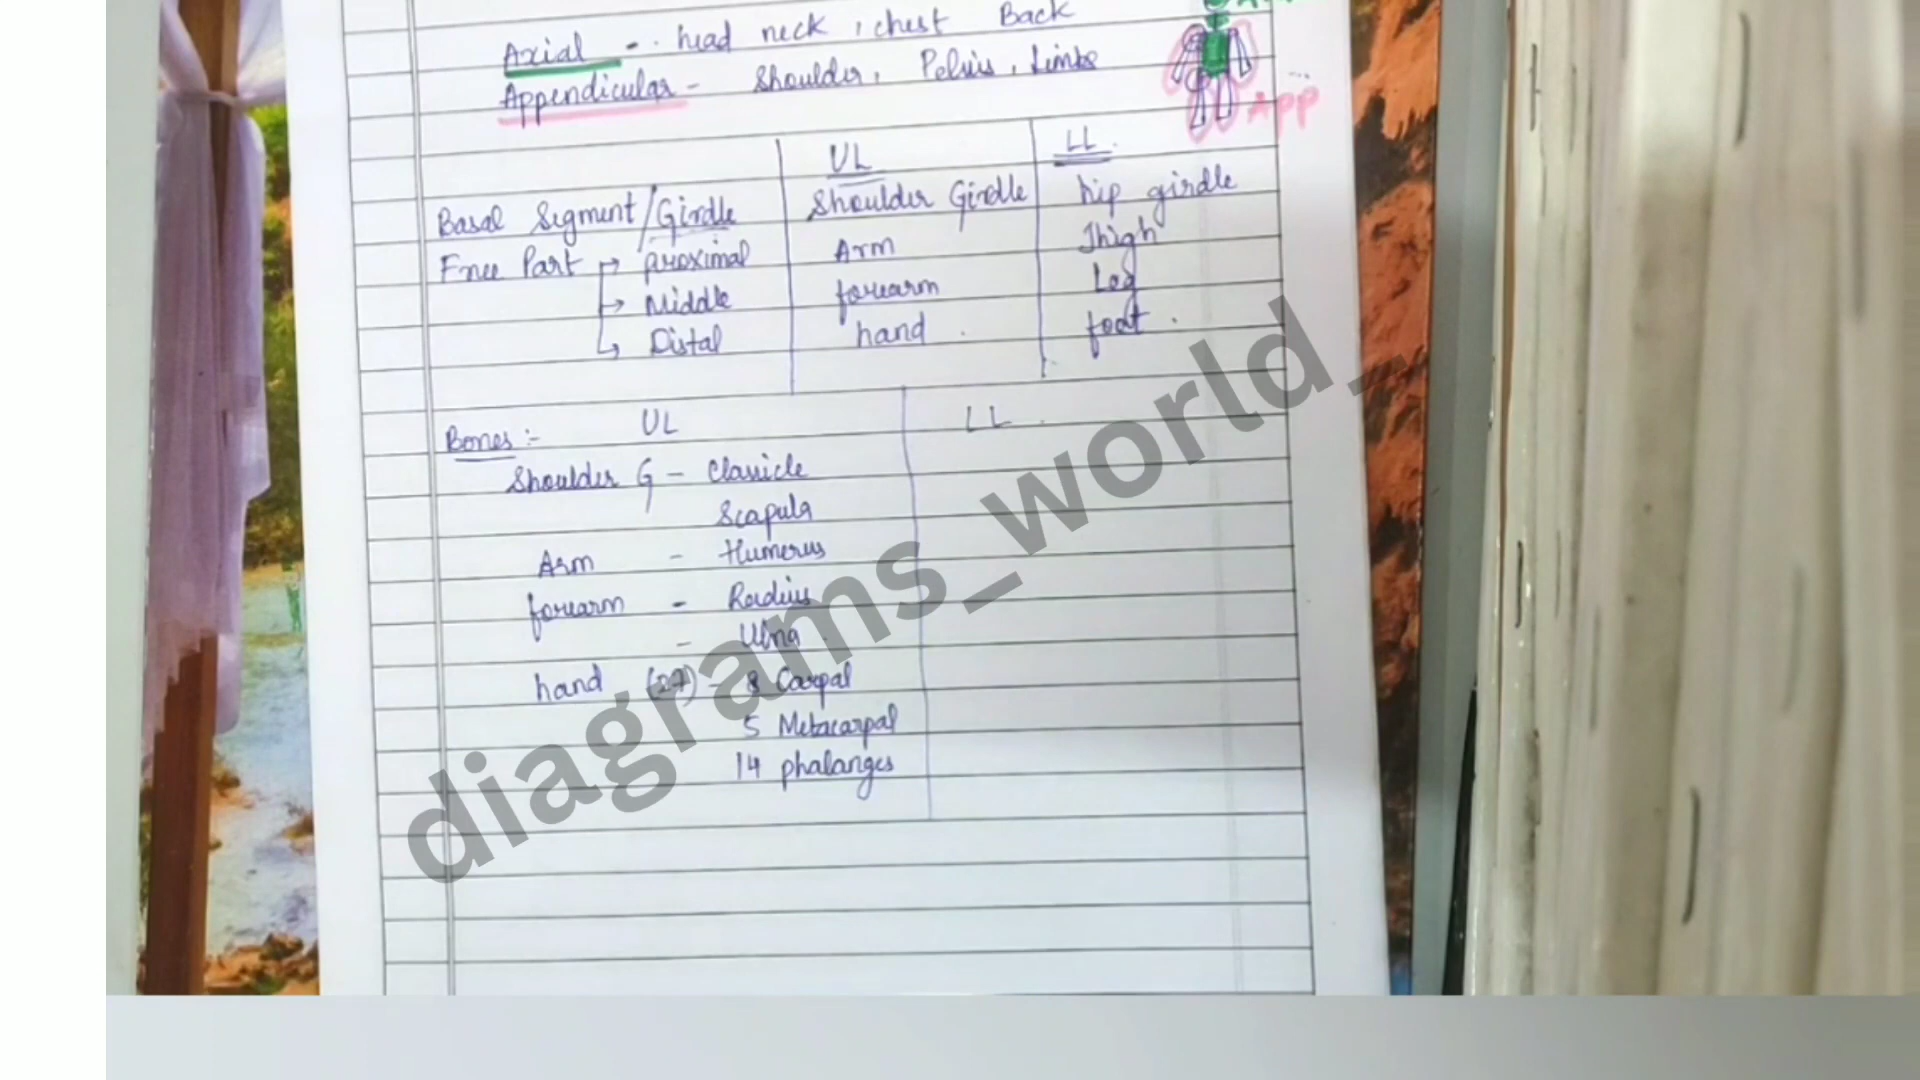 Axial - head neck, chest Back
Appendicular - Shoulder, Pelvis, Limbs
APP
UL LL
Basal Segment/Girdle Shoulder Girdle hip girdle
Free Part → proximal Arm Thigh
→ Middle forearm Leg
→ Distal hand foot
Bones :- UL LL
Shoulder G - Clavicle
Scapula
Arm - Humerus
forearm - Radius
- Ulna
hand (27) - 8 Carpal
5 Metacarpal
14 phalanges
diagrams_world_